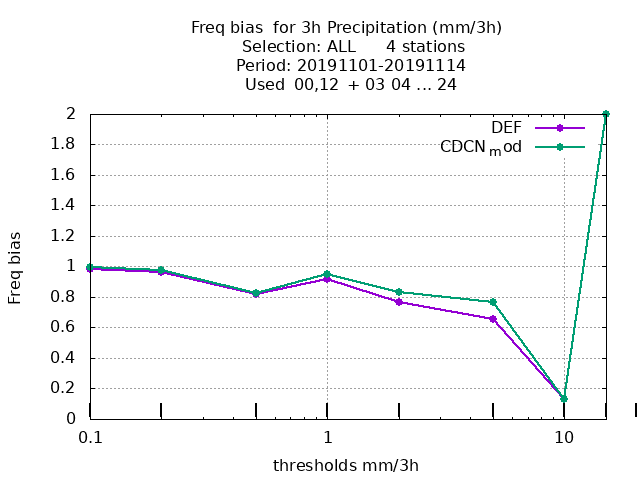 Freq bias  for 3h Precipitation (mm/3h)
Selection: ALL      4 stations
Period: 20191101-20191114
Used  00,12  + 03 04 ... 24
DEF
CDCNmod
2
1.8
1.6
1.4
1.2
1
0.8
0.6
0.4
0.2
0
Freq bias
0.1 1 10
thresholds mm/3h